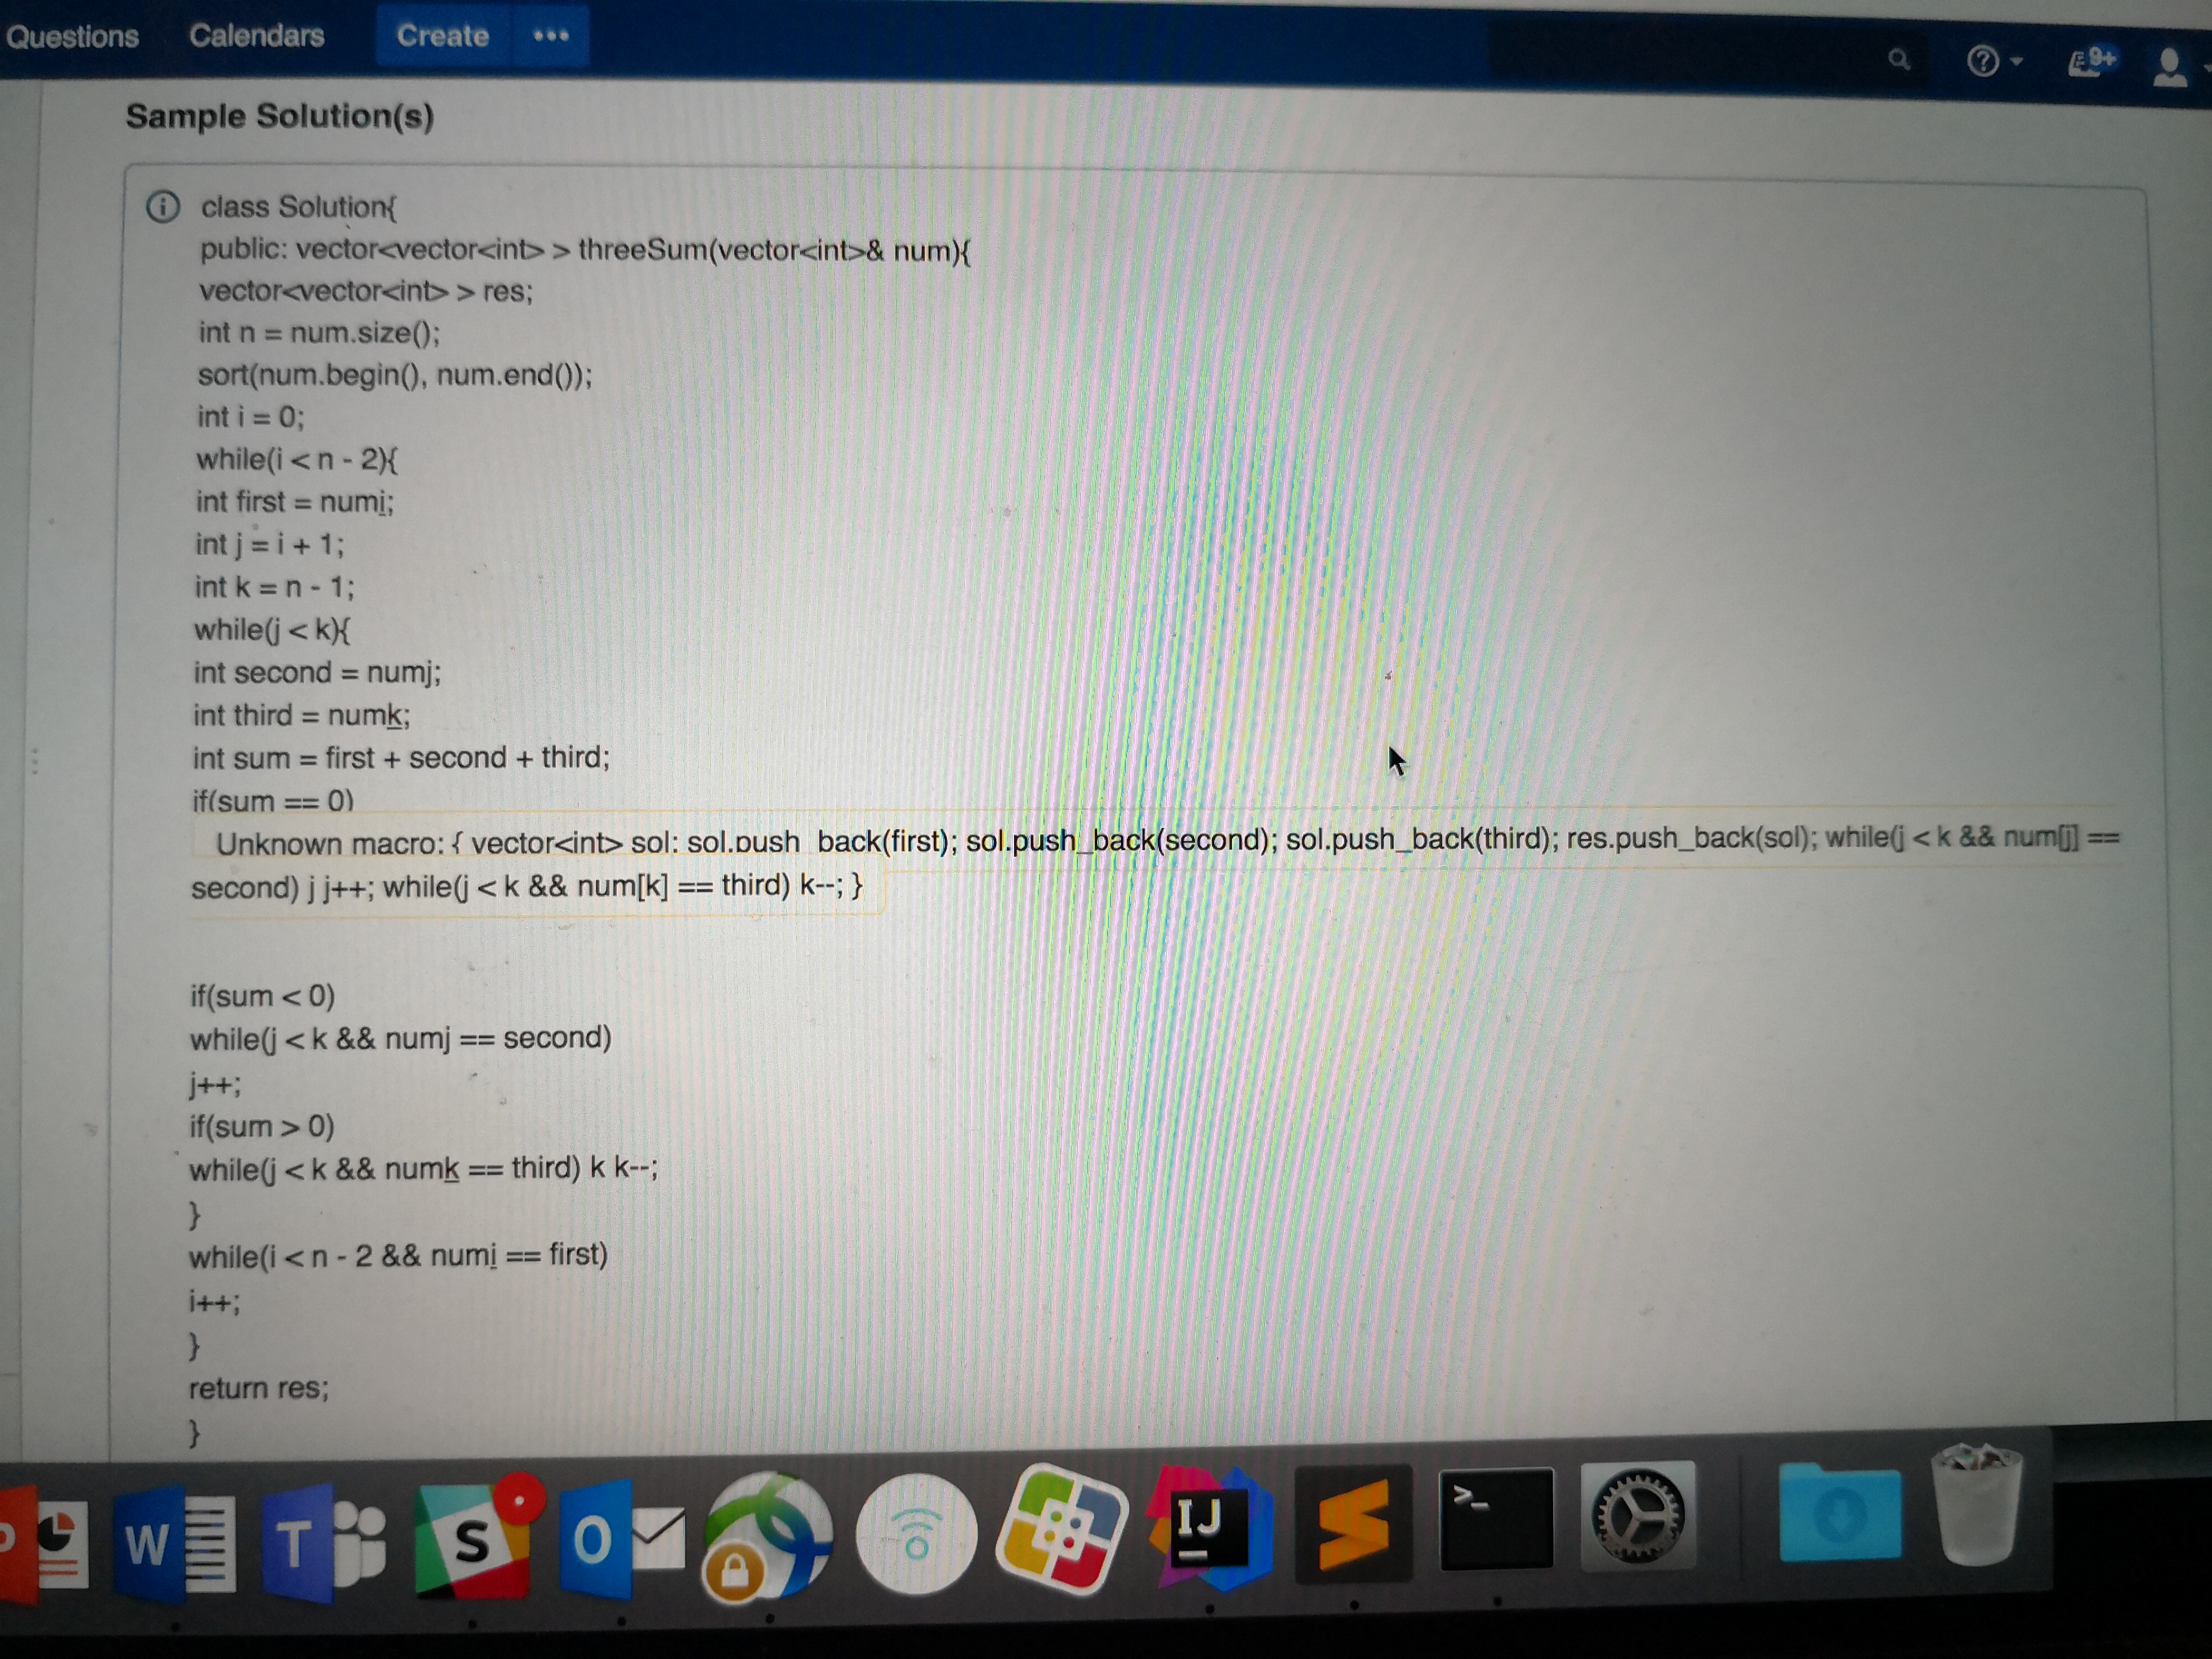 Questions Calendars Create ••• 9+
Sample Solution(s)
class Solution{
public: vector<vector<int> > threeSum(vector<int>& num){
vector<vector<int> > res;
int n = num.size();
sort(num.begin(), num.end());
int i = 0;
while(i < n - 2){
int first = numi;
int j = i + 1;
int k = n - 1;
while(j < k){
int second = numj;
int third = numk;
int sum = first + second + third;
if(sum == 0)
Unknown macro: { vector<int> sol; sol.push_back(first); sol.push_back(second); sol.push_back(third); res.push_back(sol); while(j < k && num[j] ==
second) j j++; while(j < k && num[k] == third) k--; }
if(sum < 0)
while(j < k && numj == second)
j++;
if(sum > 0)
while(j < k && numk == third) k k--;
}
while(i < n - 2 && numi == first)
i++;
}
return res;
}
W T S O IJ >_